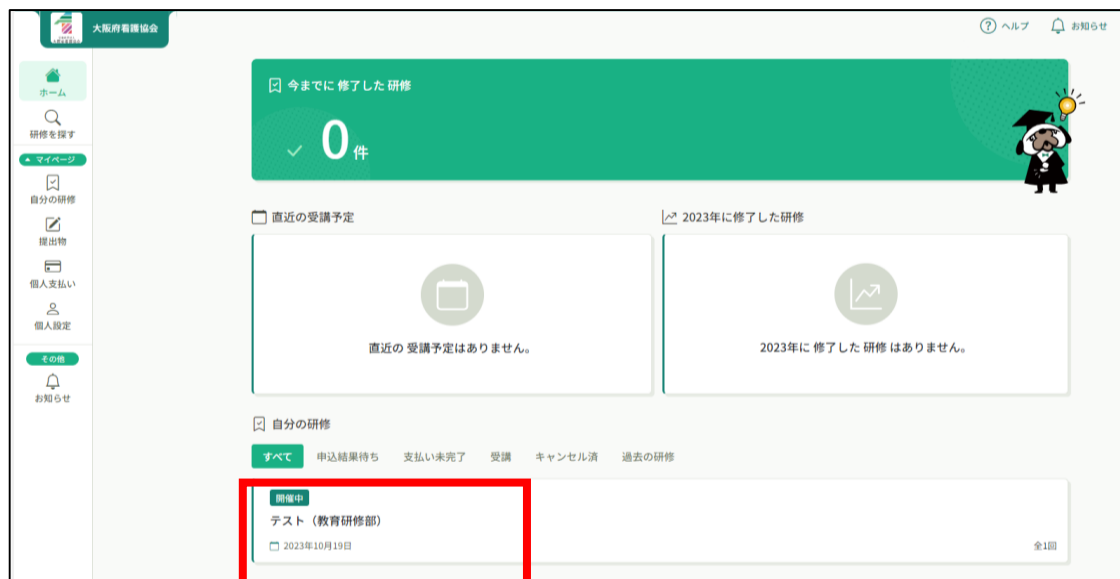 大阪府看護協会
ヘルプ
お知らせ
ホーム
研修を探す
マイページ
自分の研修
提出物
個人支払い
個人設定
その他
お知らせ
今までに 修了した 研修
0 件
直近の受講予定
2023年に修了した研修
直近の 受講予定はありません。
2023年に 修了した 研修 はありません。
自分の研修
すべて 申込結果待ち 支払い未完了 受講 キャンセル済 過去の研修
開催中
テスト（教育研修部）
2023年10月19日
全1回